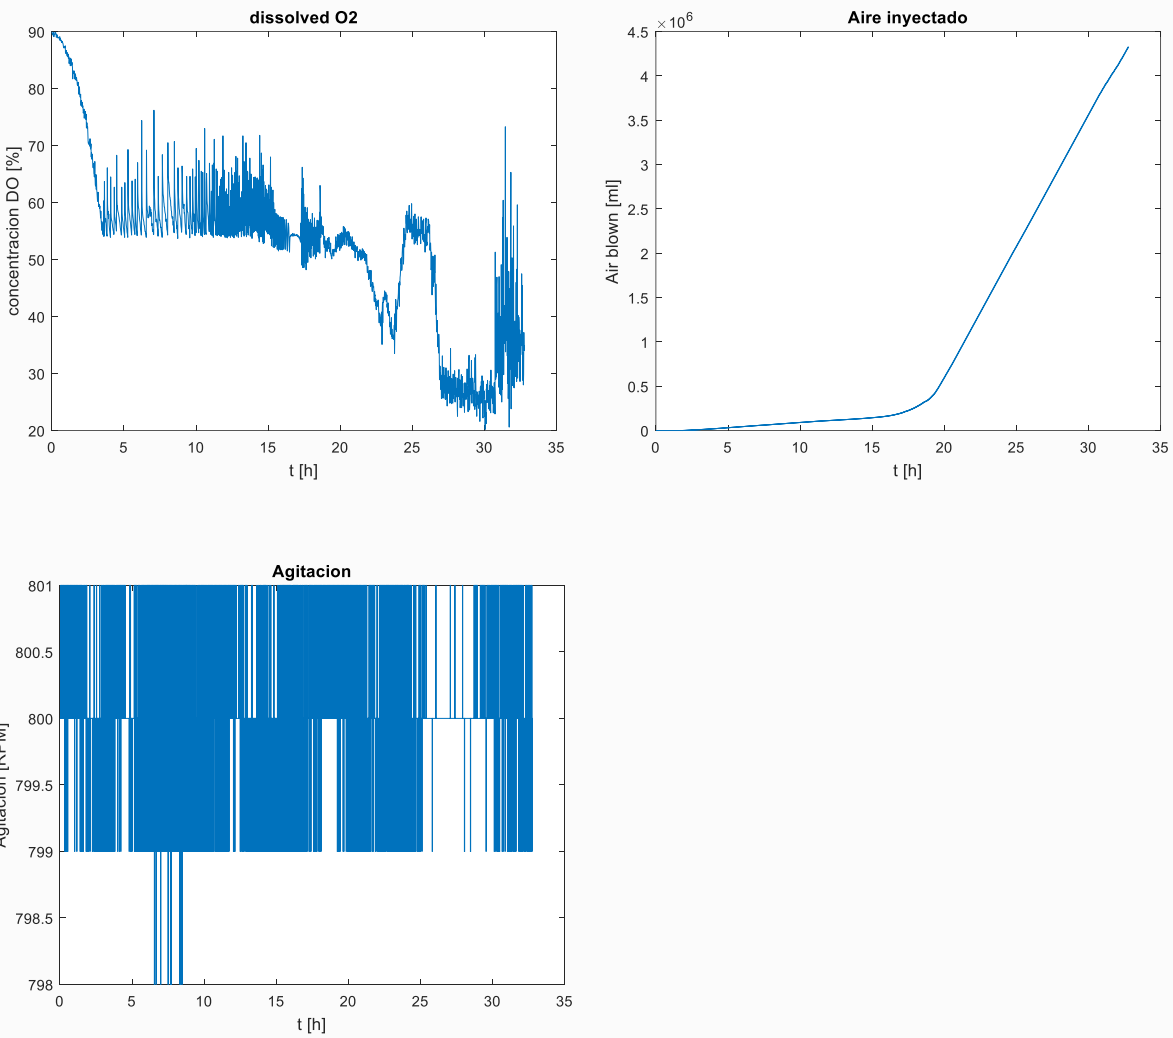 dissolved O2
90
80
70
60
50
40
30
20
concentracion DO [%]
0 5 10 15 20 25 30 35
t [h]
Aire inyectado
×10^6
4.5
4
3.5
3
2.5
2
1.5
1
0.5
0
Air blown [ml]
0 5 10 15 20 25 30 35
t [h]
Agitacion
801
800.5
800
799.5
799
798.5
798
Agitacion [RPM]
0 5 10 15 20 25 30 35
t [h]